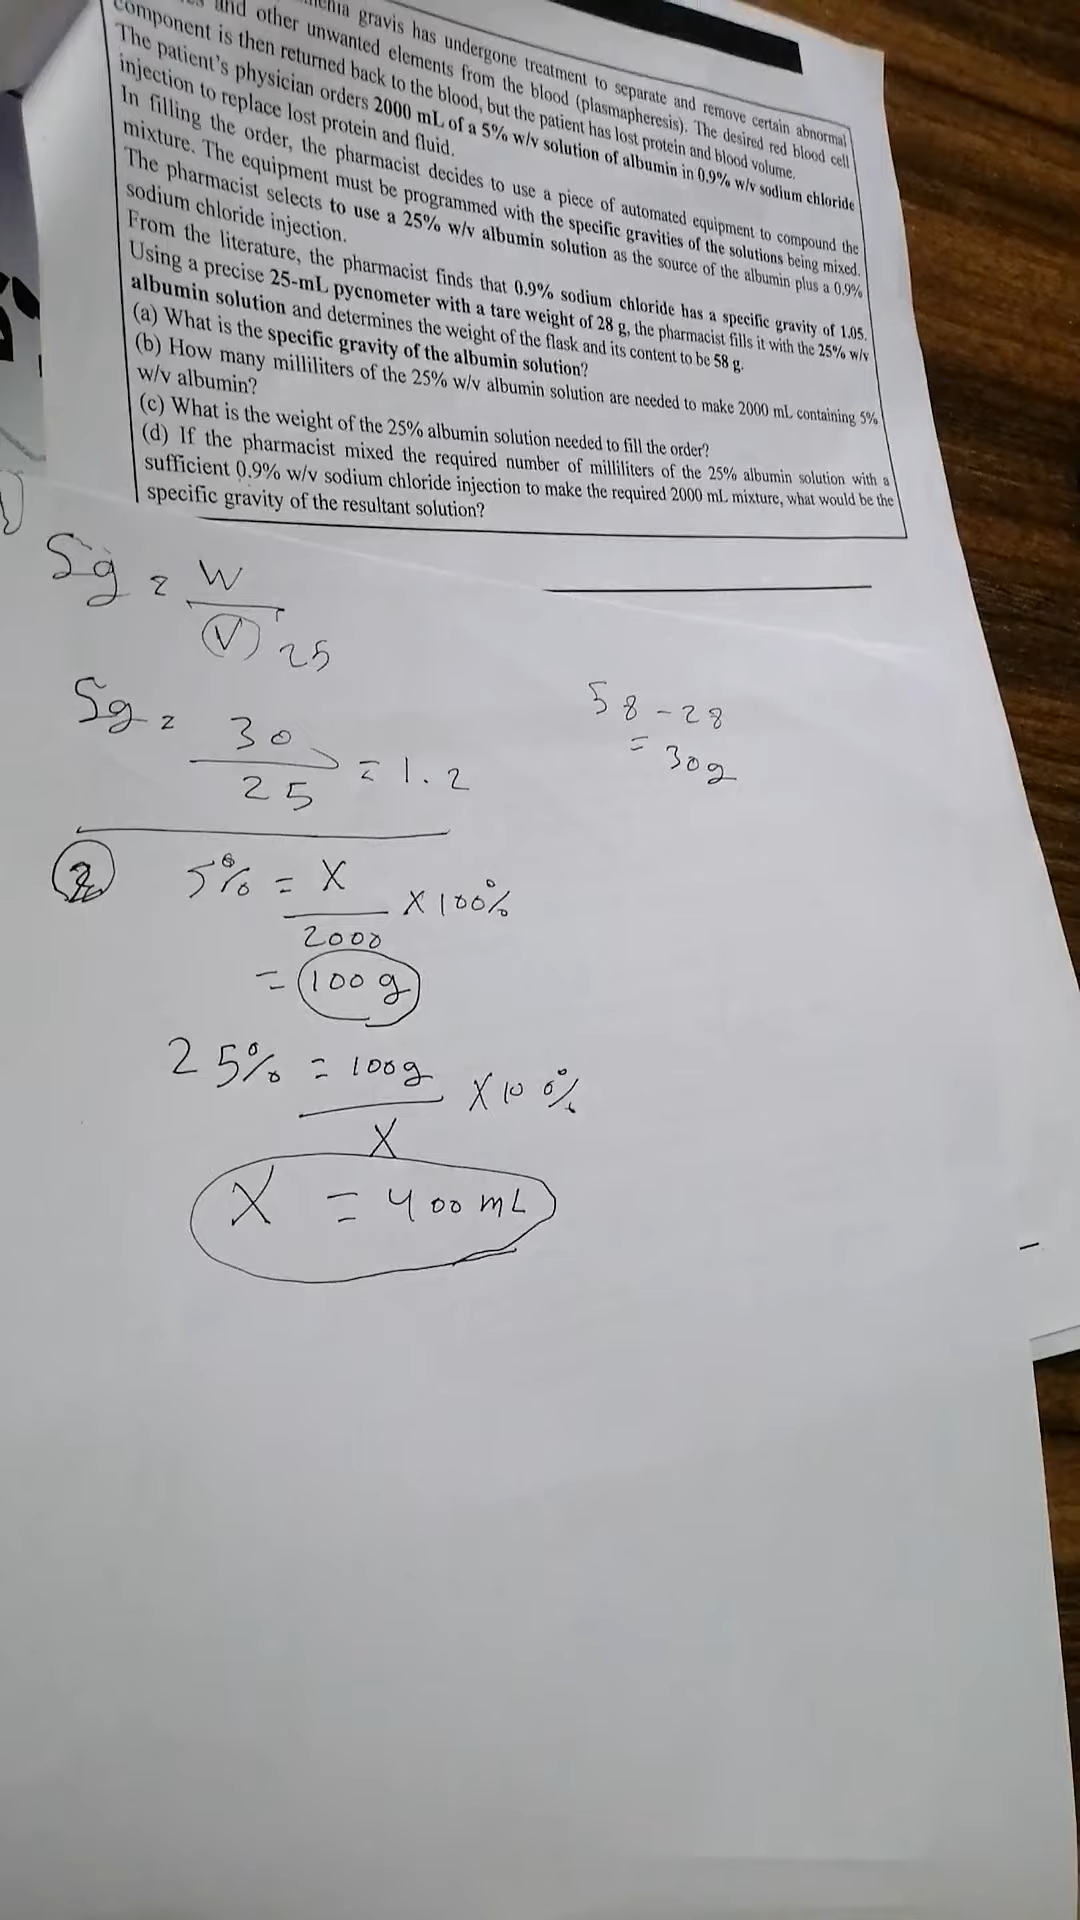 gravis has undergone treatment to separate and remove certain abnormal
and other unwanted elements from the blood (plasmapheresis). The desired red blood cell
component is then returned back to the blood, but the patient has lost protein and blood volume.
The patient's physician orders 2000 mL of a 5% w/v solution of albumin in 0.9% w/v sodium chloride
injection to replace lost protein and fluid.
In filling the order, the pharmacist decides to use a piece of automated equipment to compound the
mixture. The equipment must be programmed with the specific gravities of the solutions being mixed.
The pharmacist selects to use a 25% w/v albumin solution as the source of the albumin plus a 0.9%
sodium chloride injection.
From the literature, the pharmacist finds that 0.9% sodium chloride has a specific gravity of 1.05.
Using a precise 25-mL pycnometer with a tare weight of 28 g, the pharmacist fills it with the 25% w/v
albumin solution and determines the weight of the flask and its content to be 58 g.
(a) What is the specific gravity of the albumin solution?
(b) How many milliliters of the 25% w/v albumin solution are needed to make 2000 mL containing 5%
w/v albumin?
(c) What is the weight of the 25% albumin solution needed to fill the order?
(d) If the pharmacist mixed the required number of milliliters of the 25% albumin solution with a
sufficient 0.9% w/v sodium chloride injection to make the required 2000 mL mixture, what would be the
specific gravity of the resultant solution?
Sg = W
V 25
58 - 28
= 30g
Sg = 30
25 = 1.2
2
5% = X × 100%
2000
= 100 g
25% = 100g × 100%
X
X = 400 mL